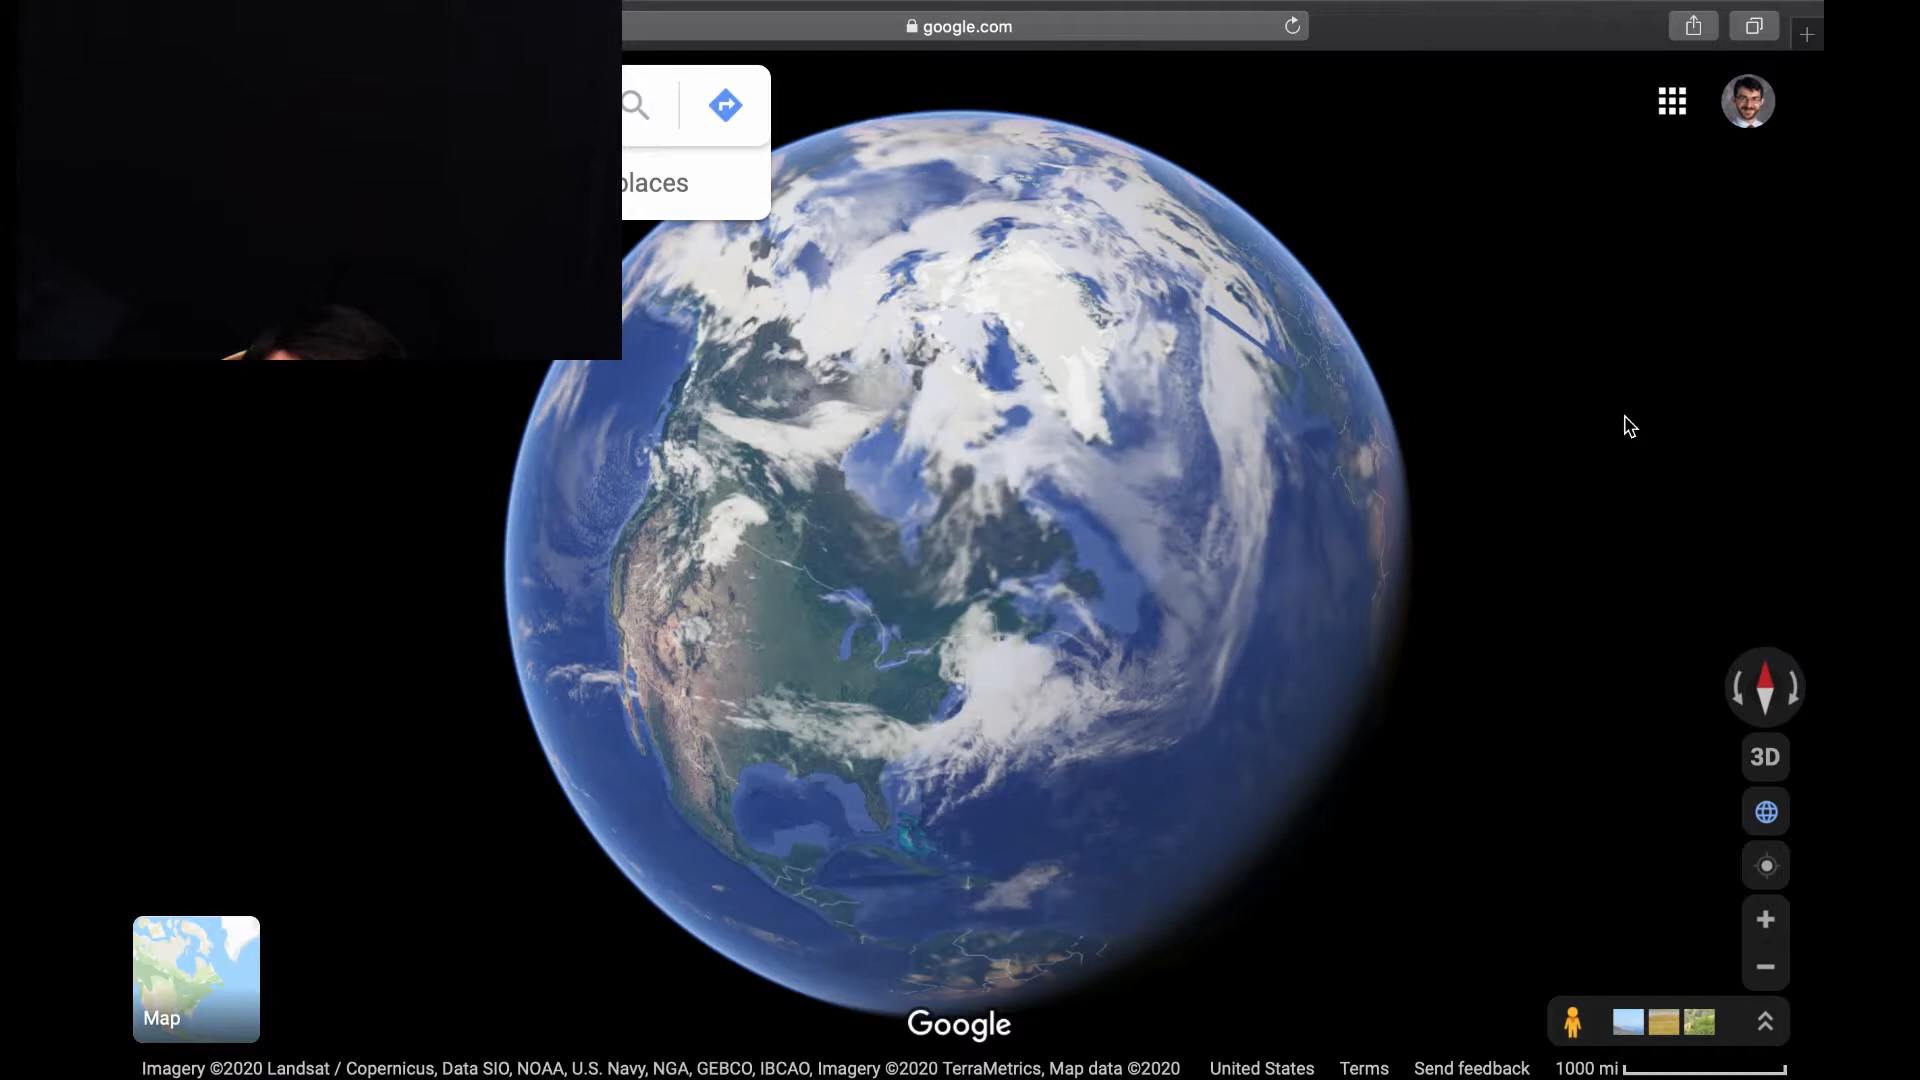 google.com
places
3D
Map
Google
Imagery ©2020 Landsat / Copernicus, Data SIO, NOAA, U.S. Navy, NGA, GEBCO, IBCAO, Imagery ©2020 TerraMetrics, Map data ©2020 United States Terms Send feedback 1000 mi